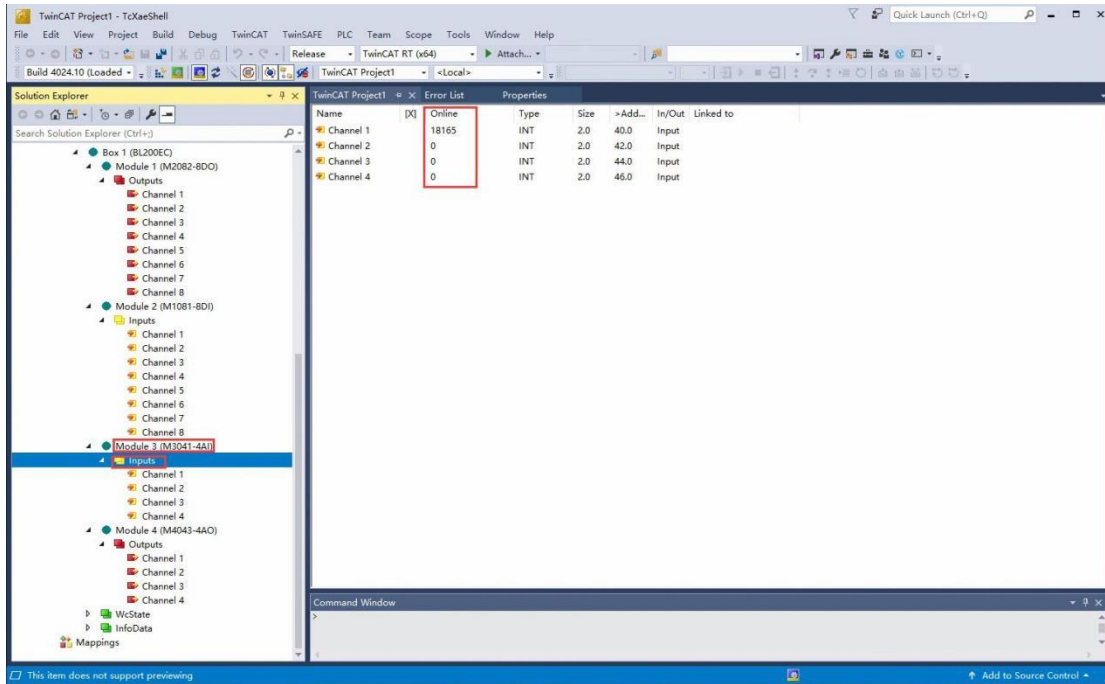 TwinCAT Project1 - TcXaeShell
Quick Launch (Ctrl+Q)
File Edit View Project Build Debug TwinCAT TwinSAFE PLC Team Scope Tools Window Help
Release TwinCAT RT (x64) Attach...
Build 4024.10 (Loaded TwinCAT Project1 <Local>
Solution Explorer
Search Solution Explorer (Ctrl+;)
Box 1 (BL200EC)
Module 1 (M2082-8DO)
Outputs
Channel 1
Channel 2
Channel 3
Channel 4
Channel 5
Channel 6
Channel 7
Channel 8
Module 2 (M1081-8DI)
Inputs
Channel 1
Channel 2
Channel 3
Channel 4
Channel 5
Channel 6
Channel 7
Channel 8
Module 3 (M3041-4AI)
Inputs
Channel 1
Channel 2
Channel 3
Channel 4
Module 4 (M4043-4AO)
Outputs
Channel 1
Channel 2
Channel 3
Channel 4
WcState
InfoData
Mappings
TwinCAT Project1 Error List Properties
Name [X] Online Type Size >Add... In/Out Linked to
Channel 1 18165 INT 2.0 40.0 Input
Channel 2 0 INT 2.0 42.0 Input
Channel 3 0 INT 2.0 44.0 Input
Channel 4 0 INT 2.0 46.0 Input
Command Window
>
This item does not support previewing
Add to Source Control